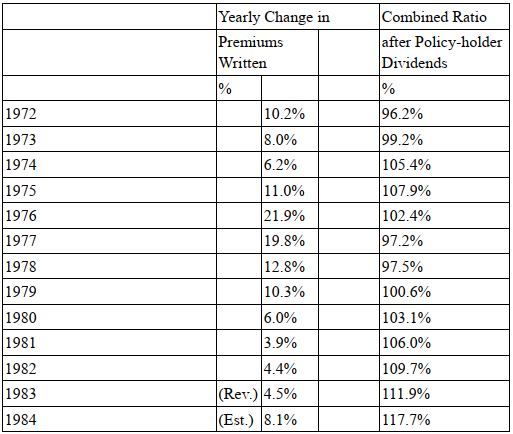 Yearly Change in Combined Ratio
Premiums after Policy-holder
Written Dividends
% %
1972 10.2% 96.2%
1973 8.0% 99.2%
1974 6.2% 105.4%
1975 11.0% 107.9%
1976 21.9% 102.4%
1977 19.8% 97.2%
1978 12.8% 97.5%
1979 10.3% 100.6%
1980 6.0% 103.1%
1981 3.9% 106.0%
1982 4.4% 109.7%
1983 (Rev.) 4.5% 111.9%
1984 (Est.) 8.1% 117.7%